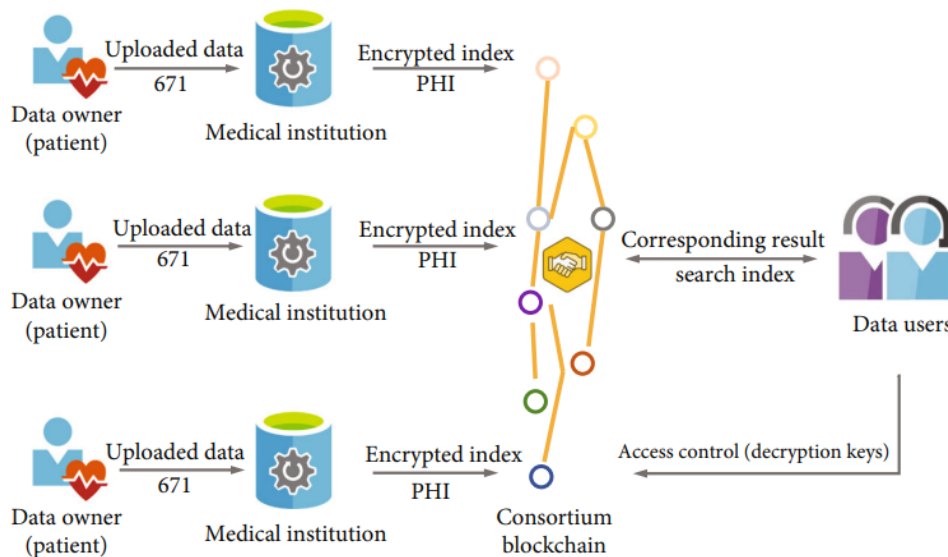 Uploaded data
671
Data owner
(patient)
Medical institution
Encrypted index
PHI
Uploaded data
671
Data owner
(patient)
Medical institution
Encrypted index
PHI
Corresponding result
search index
Data users
Uploaded data
671
Data owner
(patient)
Medical institution
Encrypted index
PHI
Access control (decryption keys)
Consortium
blockchain